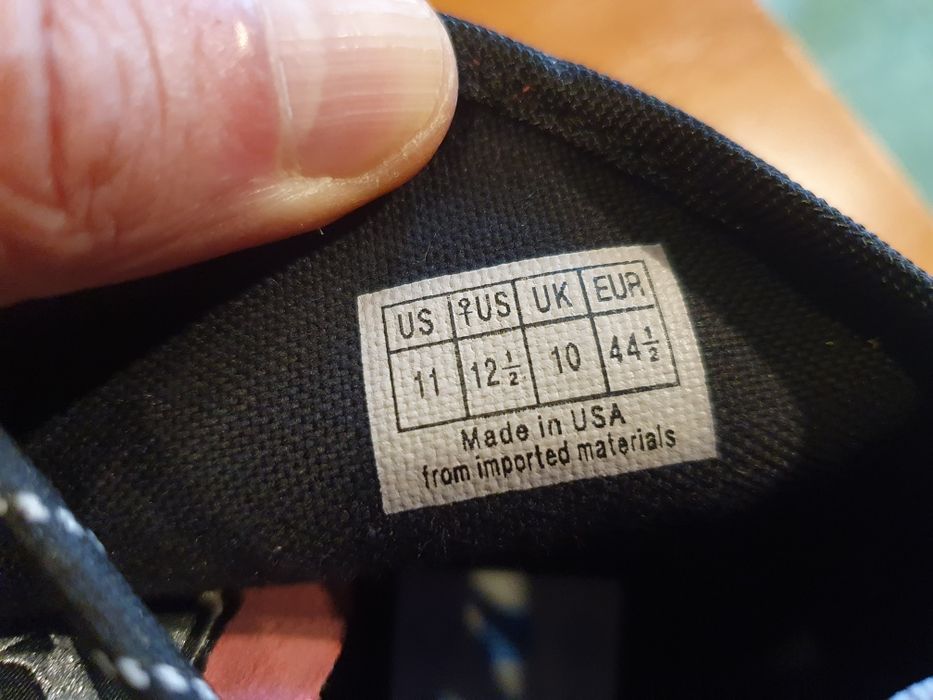 US ♀US UK EUR
11 12½ 10 44½
Made in USA
from imported materials